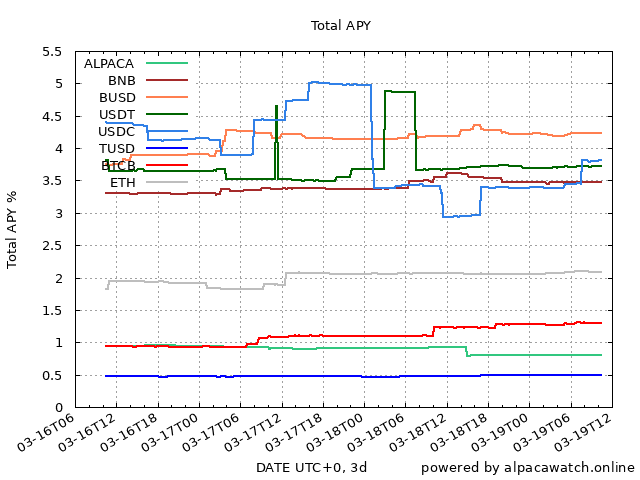 Total APY
Total APY %
5.5
5
4.5
4
3.5
3
2.5
2
1.5
1
0.5
0
ALPACA
BNB
BUSD
USDT
USDC
TUSD
BTCB
ETH
03-16T06
03-16T12
03-16T18
03-17T00
03-17T06
03-17T12
03-17T18
03-18T00
03-18T06
03-18T12
03-18T18
03-19T00
03-19T06
03-19T12
DATE UTC+0, 3d
powered by alpacawatch.online